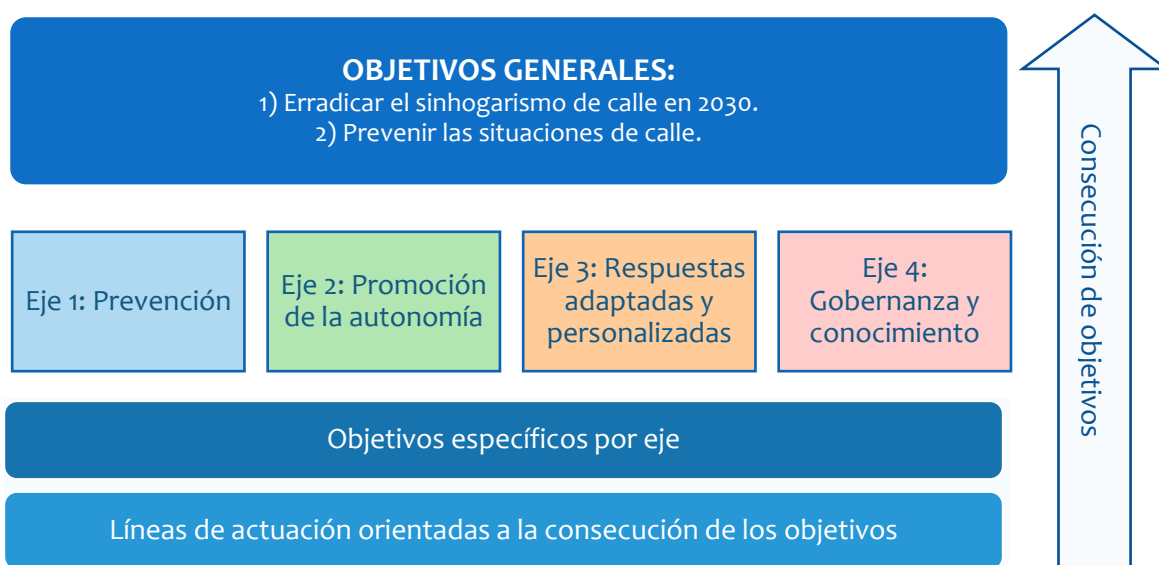 OBJETIVOS GENERALES:
1) Erradicar el sinhogarismo de calle en 2030.
2) Prevenir las situaciones de calle.
Eje 1: Prevención
Eje 2: Promoción
de la autonomía
Eje 3: Respuestas
adaptadas y
personalizadas
Eje 4:
Gobernanza y
conocimiento
Objetivos específicos por eje
Líneas de actuación orientadas a la consecución de los objetivos
Consecución de objetivos